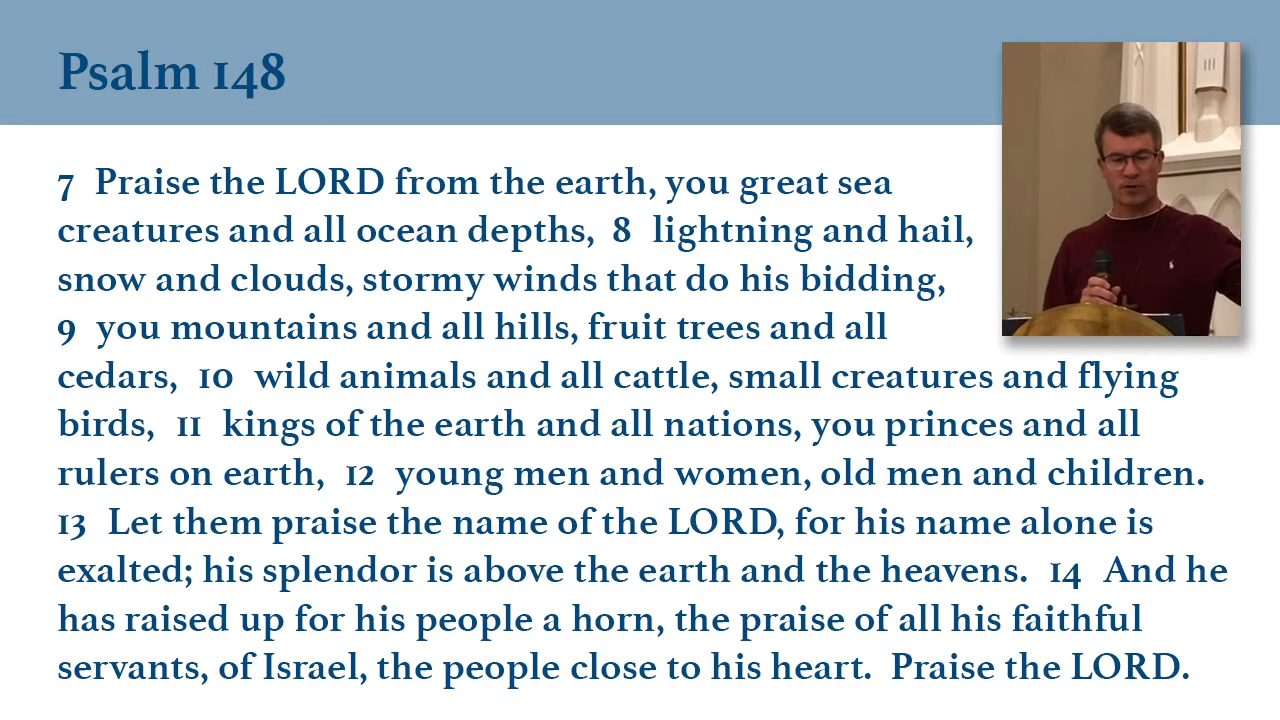 Psalm 148
7 Praise the LORD from the earth, you great sea
creatures and all ocean depths, 8 lightning and hail,
snow and clouds, stormy winds that do his bidding,
9 you mountains and all hills, fruit trees and all
cedars, 10 wild animals and all cattle, small creatures and flying
birds, 11 kings of the earth and all nations, you princes and all
rulers on earth, 12 young men and women, old men and children.
13 Let them praise the name of the LORD, for his name alone is
exalted; his splendor is above the earth and the heavens. 14 And he
has raised up for his people a horn, the praise of all his faithful
servants, of Israel, the people close to his heart. Praise the LORD.